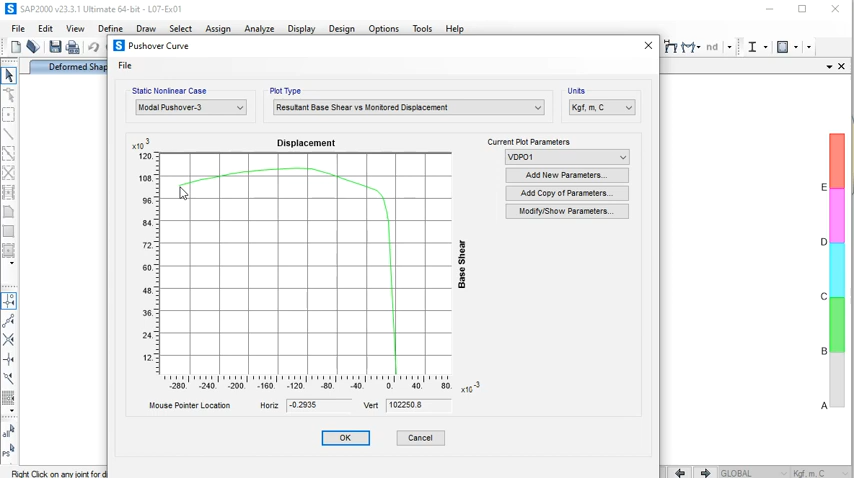 SAP2000 v23.3.1 Ultimate 64-bit - L07-Ex01
File Edit View Define Draw Select Assign Analyze Display Design Options Tools Help
nd
Deformed Shap
Pushover Curve
File
Static Nonlinear Case
Plot Type
Units
Modal Pushover-3
Resultant Base Shear vs Monitored Displacement
Kgf, m, C
Displacement
x10 3
120.
108.
96.
84.
72.
60.
48.
36.
24.
12.
-280. -240. -200. -160. -120. -80. -40. 0. 40. 80.
x10 -3
Base Shear
Current Plot Parameters
VDPO1
Add New Parameters...
Add Copy of Parameters...
Modify/Show Parameters...
Mouse Pointer Location Horiz -0.2935 Vert 102250.8
OK Cancel
E
D
C
B
A
all
PS
Right Click on any joint for di
GLOBAL Kgf, m, C